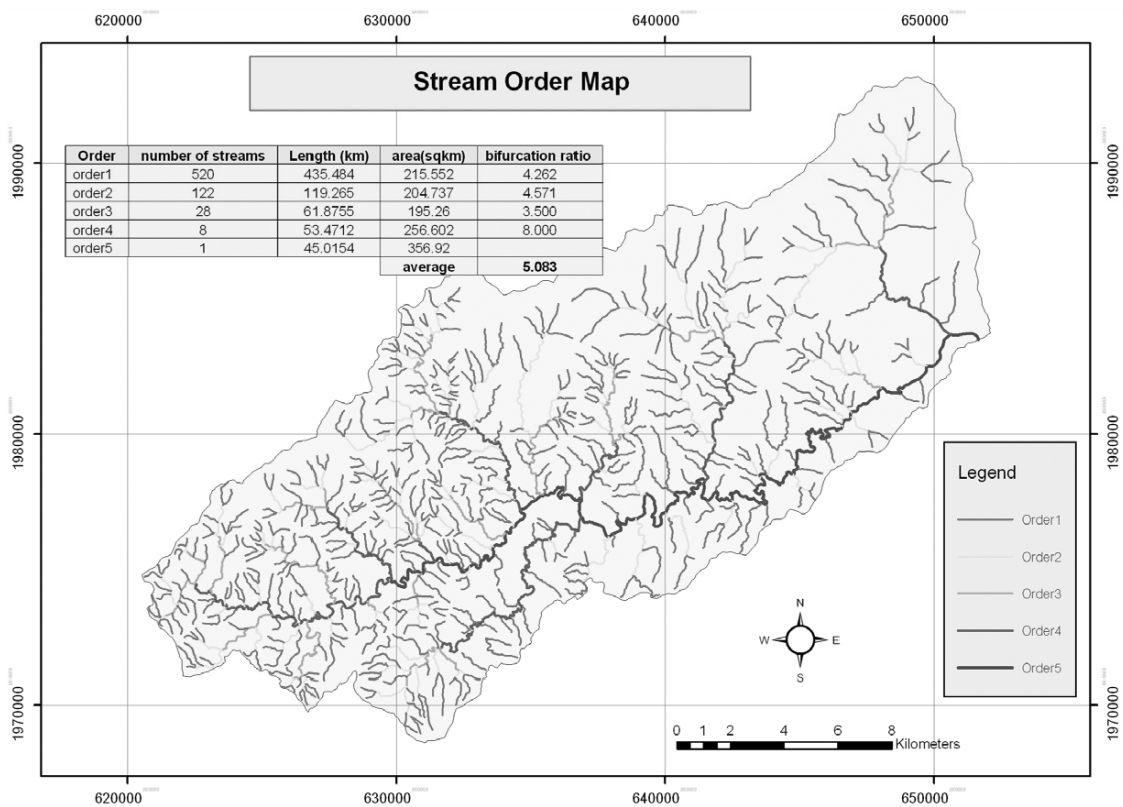 620000 630000 640000 650000
Stream Order Map
Order number of streams Length (km) area(sqkm) bifurcation ratio
order1 520 435.484 215.552 4.262
order2 122 119.265 204.737 4.571
order3 28 61.8755 195.26 3.500
order4 8 53.4712 256.602 8.000
order5 1 45.0154 356.92
average 5.083
1990000 1990000
1980000 1980000
1970000 1970000
Legend
Order1
Order2
Order3
Order4
Order5
N
W E
S
0 1 2 4 6 8
Kilometers
620000 630000 640000 650000